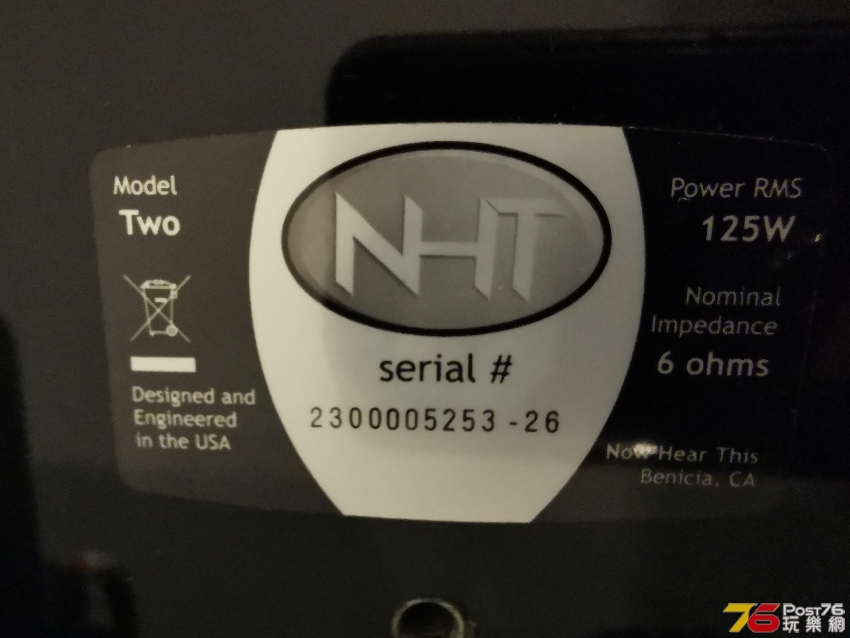 Model
Two
Designed and
Engineered
in the USA
NHT
serial #
2300005253-26
Power RMS
125W
Nominal
Impedance
6 ohms
Now Hear This
Benicia, CA
76 Post76
玩樂網